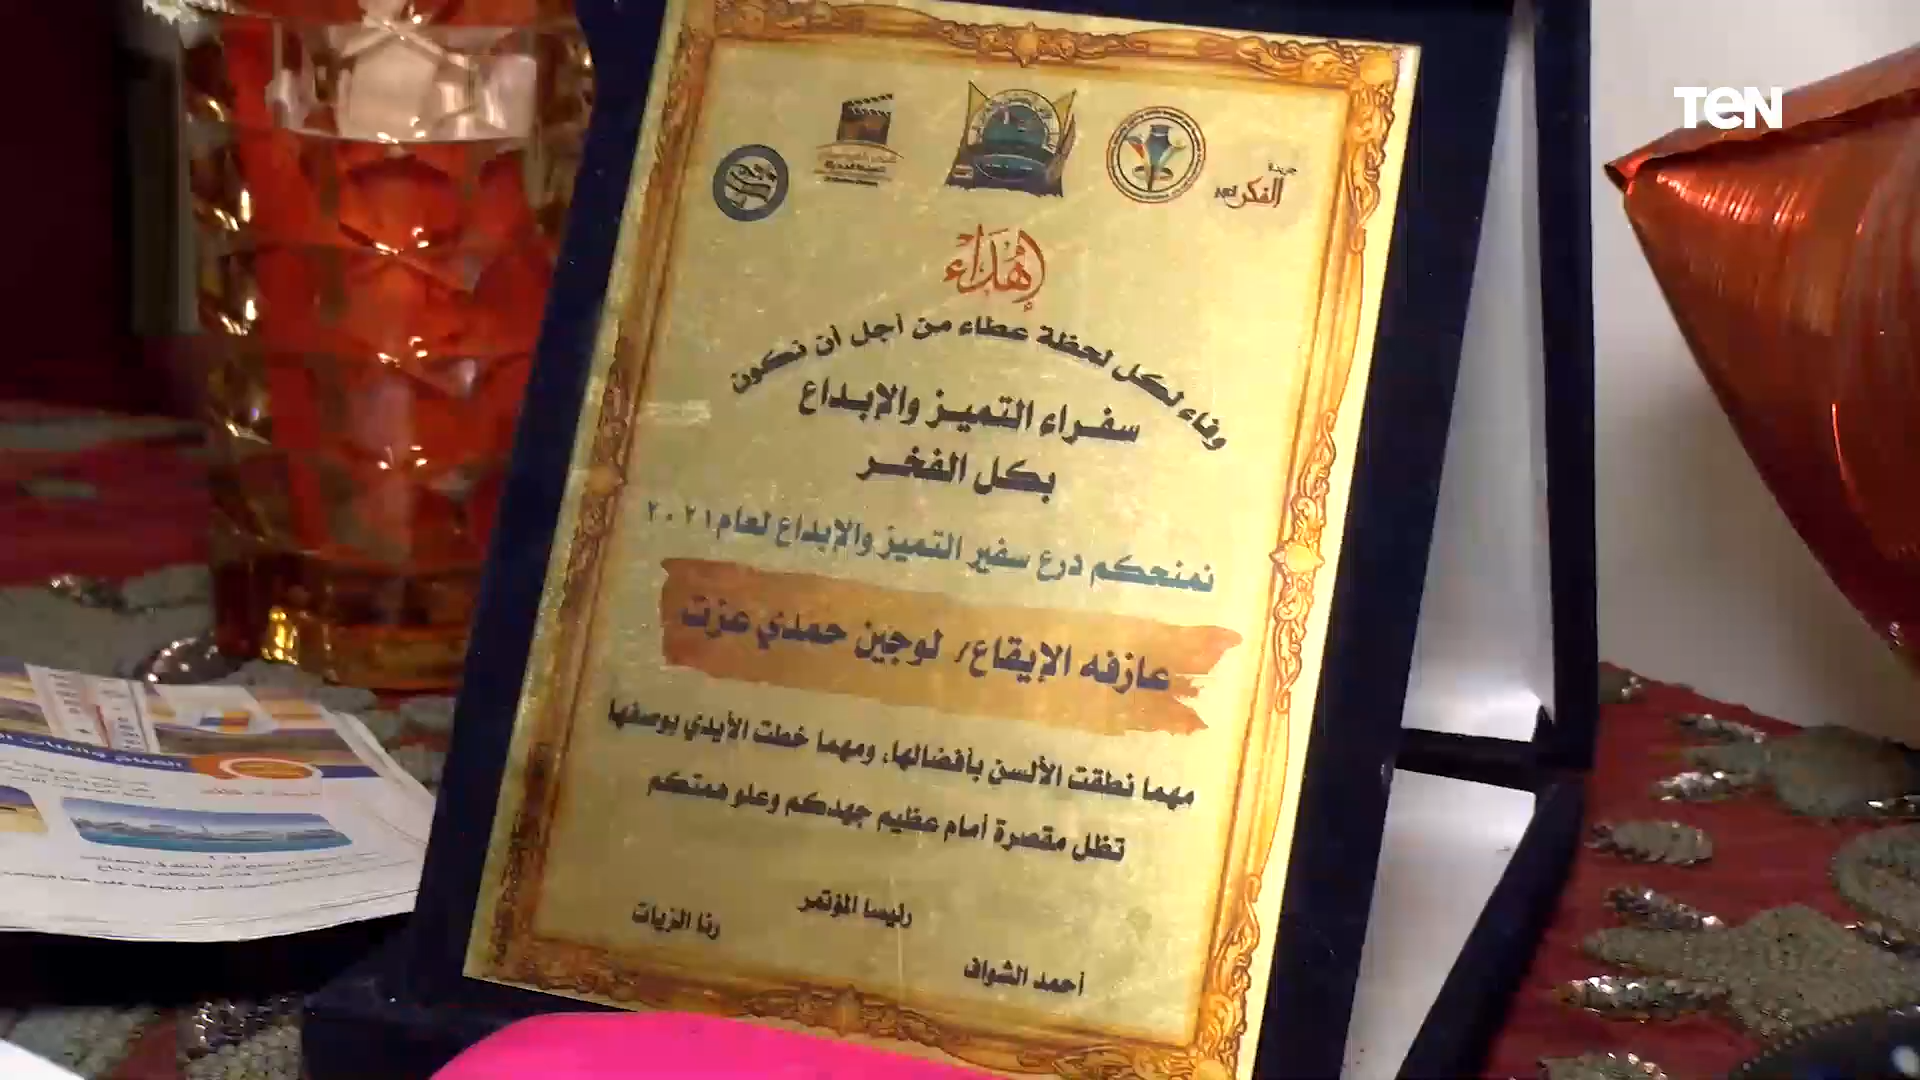 TEN
جريدة
الفكر
إهداء
وفاء لكل لحظة عطاء من أجل أن نكون
سفراء التميز والإبداع
بكل الفخر
نمنحكم درع سفير التميز والإبداع لعام ٢٠٢١
عازفه الإيقاع/ لوجين حمدي عزت
مهما نطقت الألسن بأفضالها، ومهما خطت الأيدي بوصفها
تظل مقصرة أمام عظيم جهدكم وعلو همتكم
رئيسا المؤتمر
أحمد الشواف
رنا الزيات